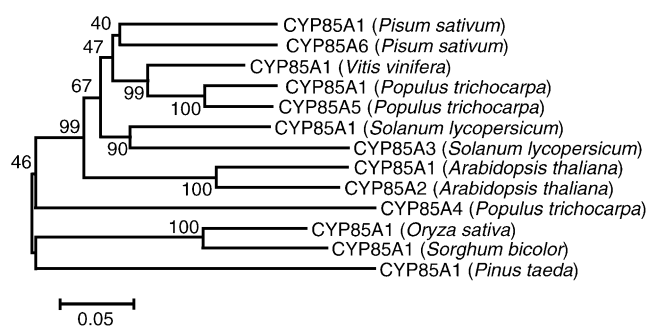 40
CYP85A1 (Pisum sativum)
47
CYP85A6 (Pisum sativum)
CYP85A1 (Vitis vinifera)
67
99
CYP85A1 (Populus trichocarpa)
100
CYP85A5 (Populus trichocarpa)
99
CYP85A1 (Solanum lycopersicum)
90
CYP85A3 (Solanum lycopersicum)
46
CYP85A1 (Arabidopsis thaliana)
100
CYP85A2 (Arabidopsis thaliana)
CYP85A4 (Populus trichocarpa)
100
CYP85A1 (Oryza sativa)
CYP85A1 (Sorghum bicolor)
CYP85A1 (Pinus taeda)
0.05